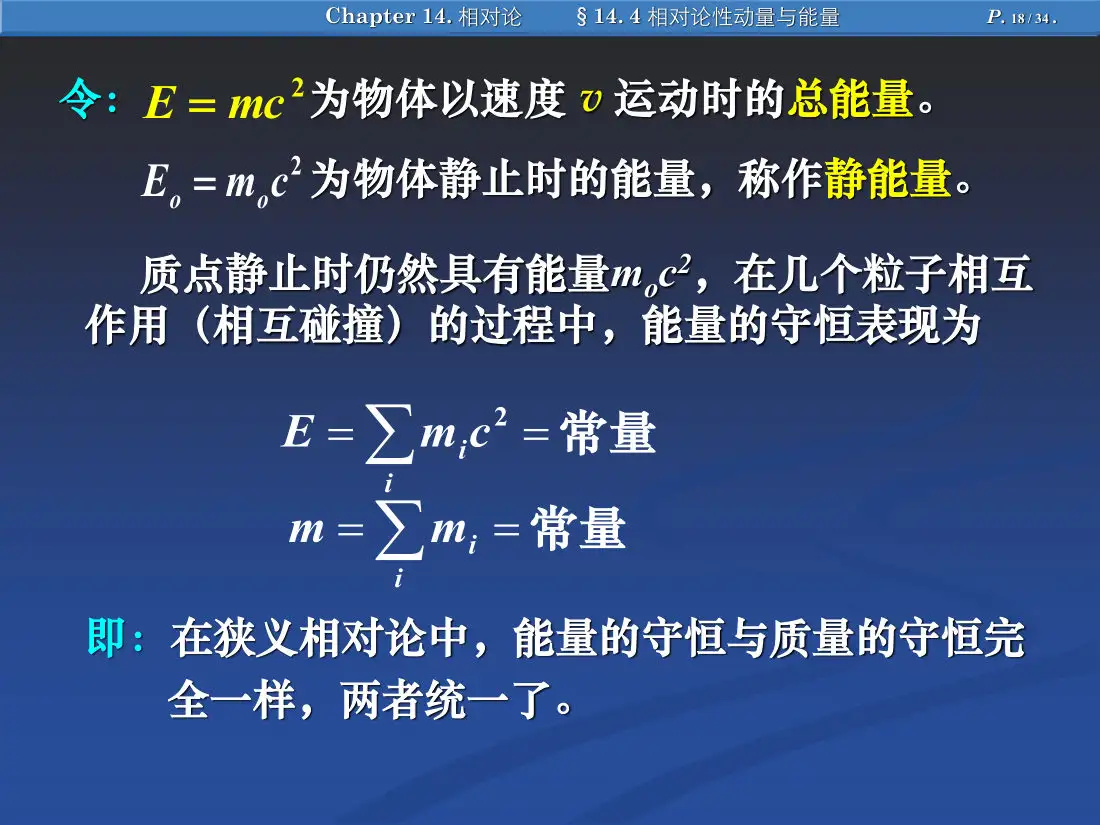 Chapter 14. 相对论 §14. 4 相对论性动量与能量 P. 18 / 34 .
令：E = mc² 为物体以速度 v 运动时的总能量。
Eₒ = mₒc² 为物体静止时的能量，称作静能量。
质点静止时仍然具有能量mₒc²，在几个粒子相互
作用（相互碰撞）的过程中，能量的守恒表现为
E = ∑ᵢ mᵢc² = 常量
m = ∑ᵢ mᵢ = 常量
即：在狭义相对论中，能量的守恒与质量的守恒完
全一样，两者统一了。